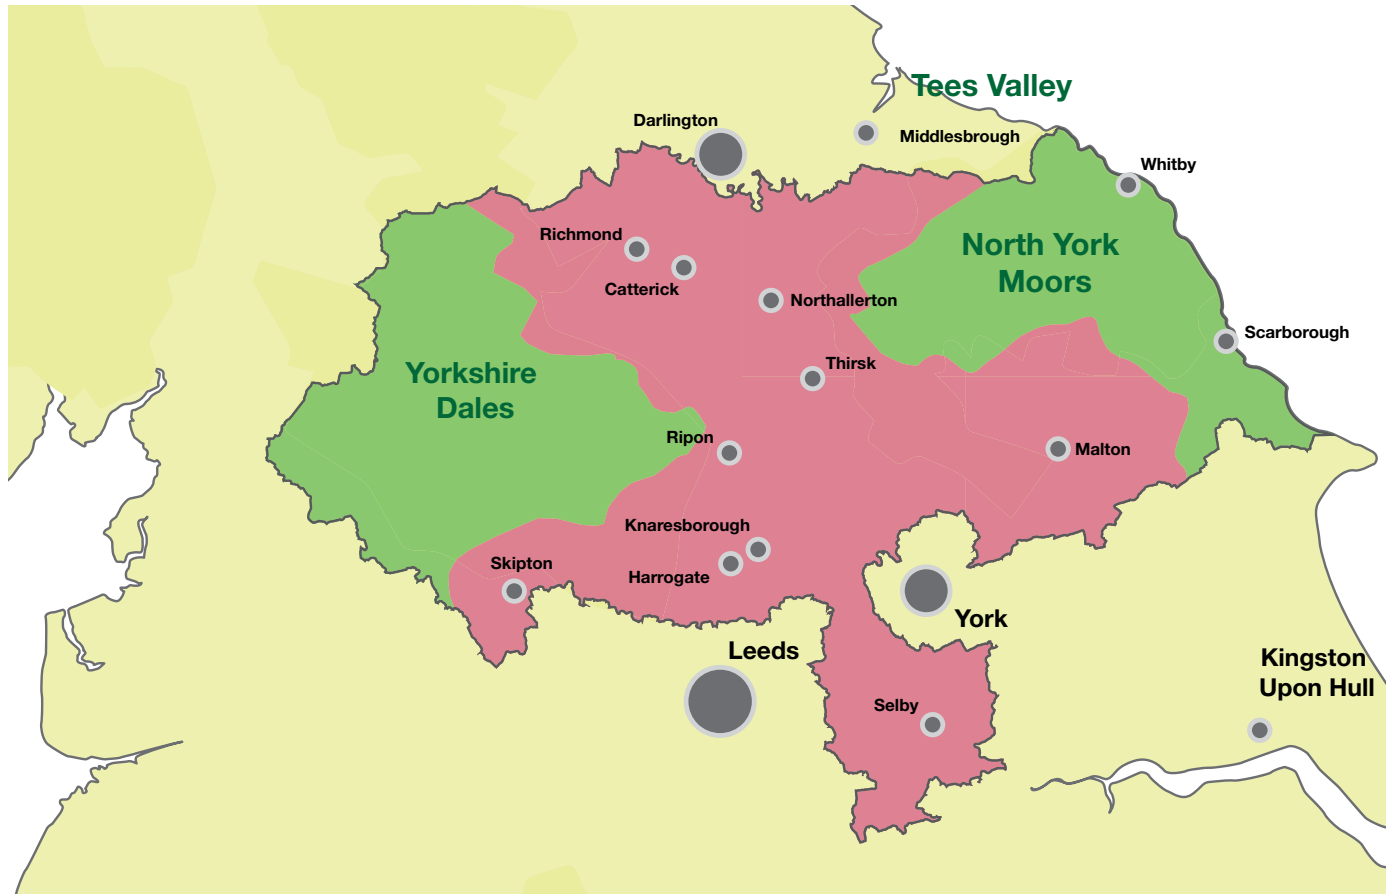 Tees Valley
Darlington
Middlesbrough
Whitby
Richmond
North York
Moors
Catterick
Northallerton
Scarborough
Thirsk
Yorkshire
Dales
Ripon
Malton
Knaresborough
Skipton
Harrogate
York
Leeds
Kingston
Upon Hull
Selby